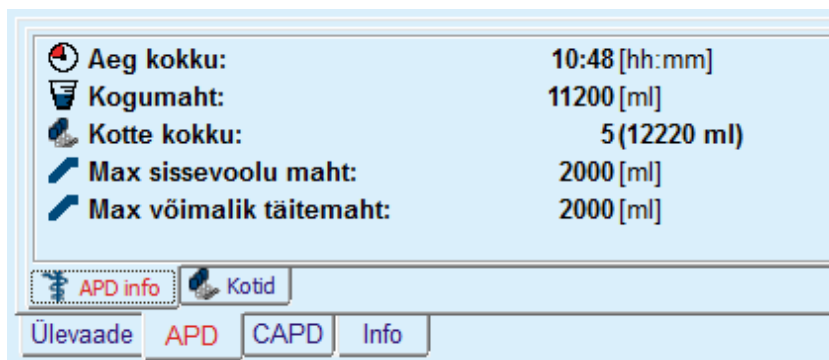 Aeg kokku: 10:48 [hh:mm]
Kogumaht: 11200 [ml]
Kotte kokku: 5 (12220 ml)
Max sissevoolu maht: 2000 [ml]
Max võimalik täitemaht: 2000 [ml]
APD info Kotid
Ülevaade APD CAPD Info